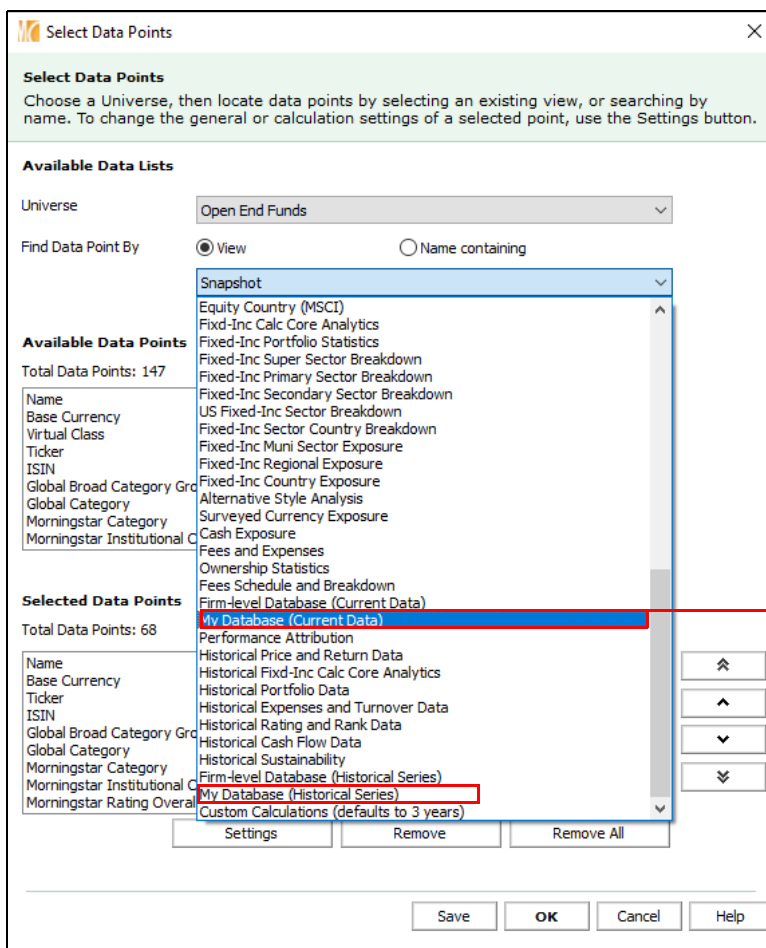 Select Data Points
Select Data Points
Choose a Universe, then locate data points by selecting an existing view, or searching by
name. To change the general or calculation settings of a selected point, use the Settings button.
Available Data Lists
Universe
Open End Funds
Find Data Point By
View
Name containing
Snapshot
Equity Country (MSCI)
Fixd-Inc Calc Core Analytics
Fixed-Inc Portfolio Statistics
Fixed-Inc Super Sector Breakdown
Fixed-Inc Primary Sector Breakdown
Fixed-Inc Secondary Sector Breakdown
US Fixed-Inc Sector Breakdown
Fixed-Inc Sector Country Breakdown
Fixed-Inc Muni Sector Exposure
Fixed-Inc Regional Exposure
Fixed-Inc Country Exposure
Alternative Style Analysis
Surveyed Currency Exposure
Cash Exposure
Fees and Expenses
Ownership Statistics
Fees Schedule and Breakdown
Firm-level Database (Current Data)
My Database (Current Data)
Performance Attribution
Historical Price and Return Data
Historical Fixd-Inc Calc Core Analytics
Historical Portfolio Data
Historical Expenses and Turnover Data
Historical Rating and Rank Data
Historical Cash Flow Data
Historical Sustainability
Firm-level Database (Historical Series)
My Database (Historical Series)
Custom Calculations (defaults to 3 years)
Available Data Points
Total Data Points: 147
Name
Base Currency
Virtual Class
Ticker
ISIN
Global Broad Category Gro
Global Category
Morningstar Category
Morningstar Institutional C
Selected Data Points
Total Data Points: 68
Name
Base Currency
Ticker
ISIN
Global Broad Category Gro
Global Category
Morningstar Category
Morningstar Institutional C
Morningstar Rating Overal
Settings
Remove
Remove All
Save
OK
Cancel
Help